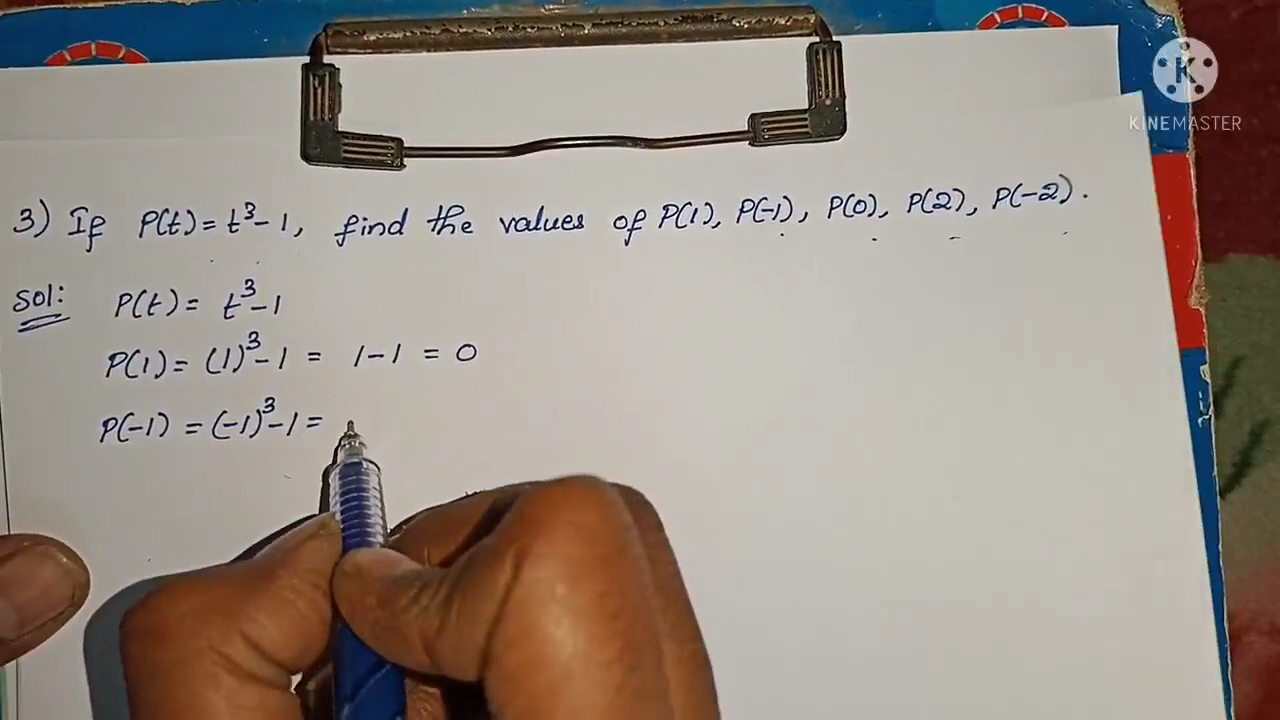 K
KINEMASTER
3) If P(t) = t³-1, find the values of P(1), P(-1), P(0), P(2), P(-2).
Sol: P(t) = t³-1
P(1) = (1)³-1 = 1-1 = 0
P(-1) = (-1)³-1 =